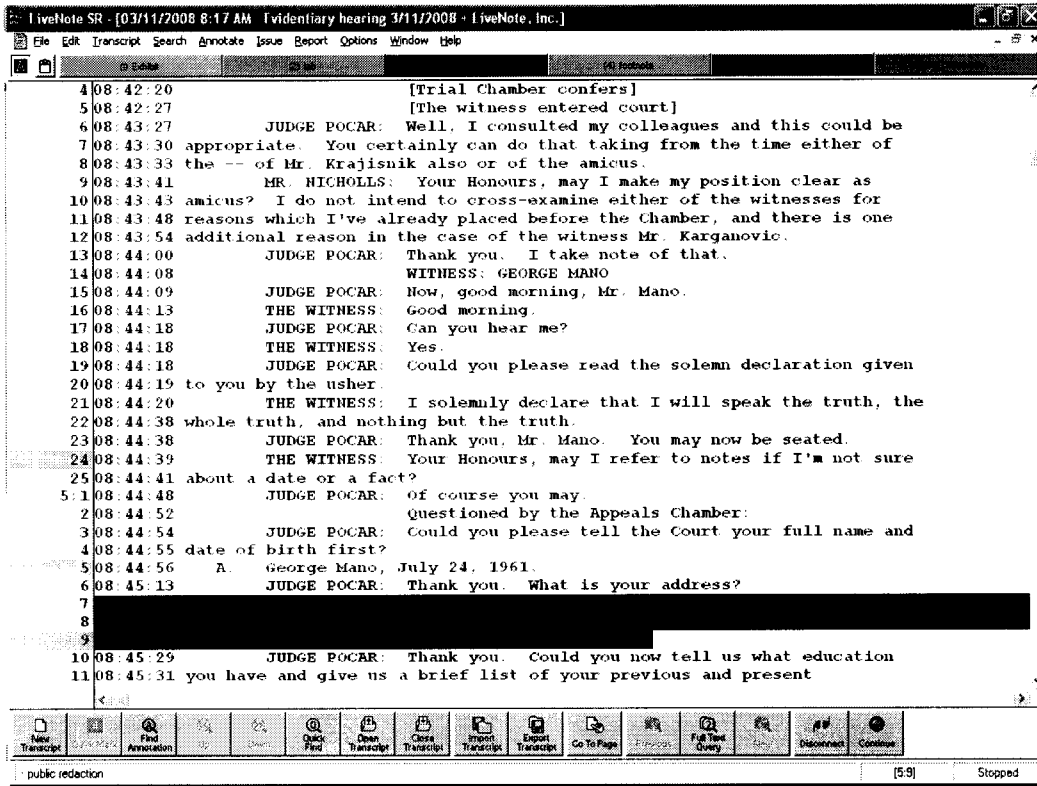 LiveNote SR - [03/11/2008 8:17 AM Evidentiary hearing 3/11/2008 + LiveNote, Inc.]
File Edit Transcript Search Annotate Issue Report Options Window Help
(1) Exhibit (4) footnote
4 08:42:20 [Trial Chamber confers]
5 08:42:27 [The witness entered court]
6 08:43:27 JUDGE POCAR: Well, I consulted my colleagues and this could be
7 08:43:30 appropriate. You certainly can do that taking from the time either of
8 08:43:33 the -- of Mr. Krajisnik also or of the amicus.
9 08:43:41 MR. NICHOLLS: Your Honours, may I make my position clear as
10 08:43:43 amicus? I do not intend to cross-examine either of the witnesses for
11 08:43:48 reasons which I've already placed before the Chamber, and there is one
12 08:43:54 additional reason in the case of the witness Mr. Karganovic.
13 08:44:00 JUDGE POCAR: Thank you. I take note of that.
14 08:44:08 WITNESS: GEORGE MANO
15 08:44:09 JUDGE POCAR: Now, good morning, Mr. Mano.
16 08:44:13 THE WITNESS: Good morning.
17 08:44:18 JUDGE POCAR: Can you hear me?
18 08:44:18 THE WITNESS: Yes.
19 08:44:18 JUDGE POCAR: Could you please read the solemn declaration given
20 08:44:19 to you by the usher.
21 08:44:20 THE WITNESS: I solemnly declare that I will speak the truth, the
22 08:44:38 whole truth, and nothing but the truth.
23 08:44:38 JUDGE POCAR: Thank you, Mr. Mano. You may now be seated.
24 08:44:39 THE WITNESS: Your Honours, may I refer to notes if I'm not sure
25 08:44:41 about a date or a fact?
5:1 08:44:48 JUDGE POCAR: Of course you may.
2 08:44:52 Questioned by the Appeals Chamber:
3 08:44:54 JUDGE POCAR: Could you please tell the Court your full name and
4 08:44:55 date of birth first?
5 08:44:56 A. George Mano, July 24, 1961.
6 08:45:13 JUDGE POCAR: Thank you. What is your address?
7
8
9
10 08:45:29 JUDGE POCAR: Thank you. Could you now tell us what education
11 08:45:31 you have and give us a brief list of your previous and present
New Transcript Find Annotation Up Down Quick Find Open Transcript Close Transcript Import Transcript Export Transcript Go To Page Previous Full Text Query Disconnect Continue
public redaction [5:9] Stopped